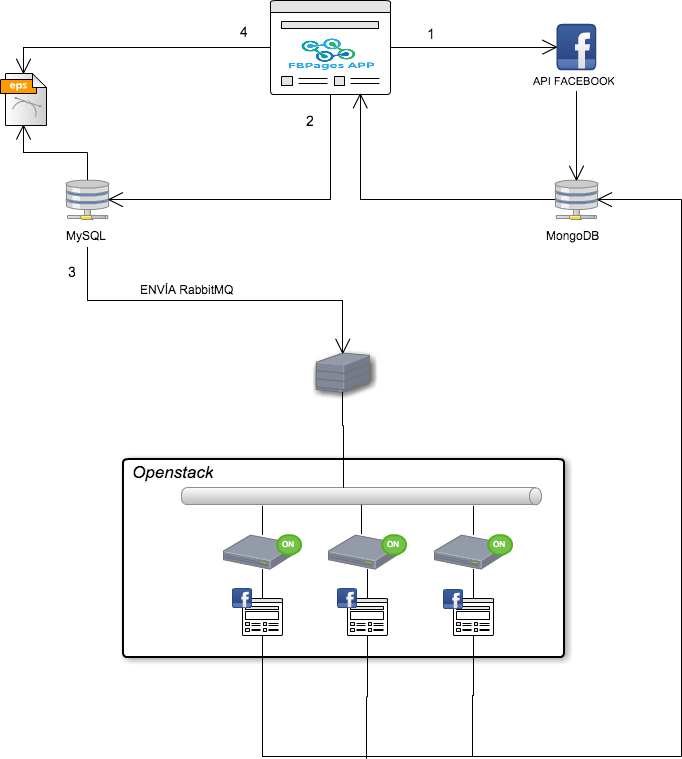 4
1
FBPages APP
eps
API FACEBOOK
2
MySQL
MongoDB
3
ENVÍA RabbitMQ
Openstack
ON
ON
ON